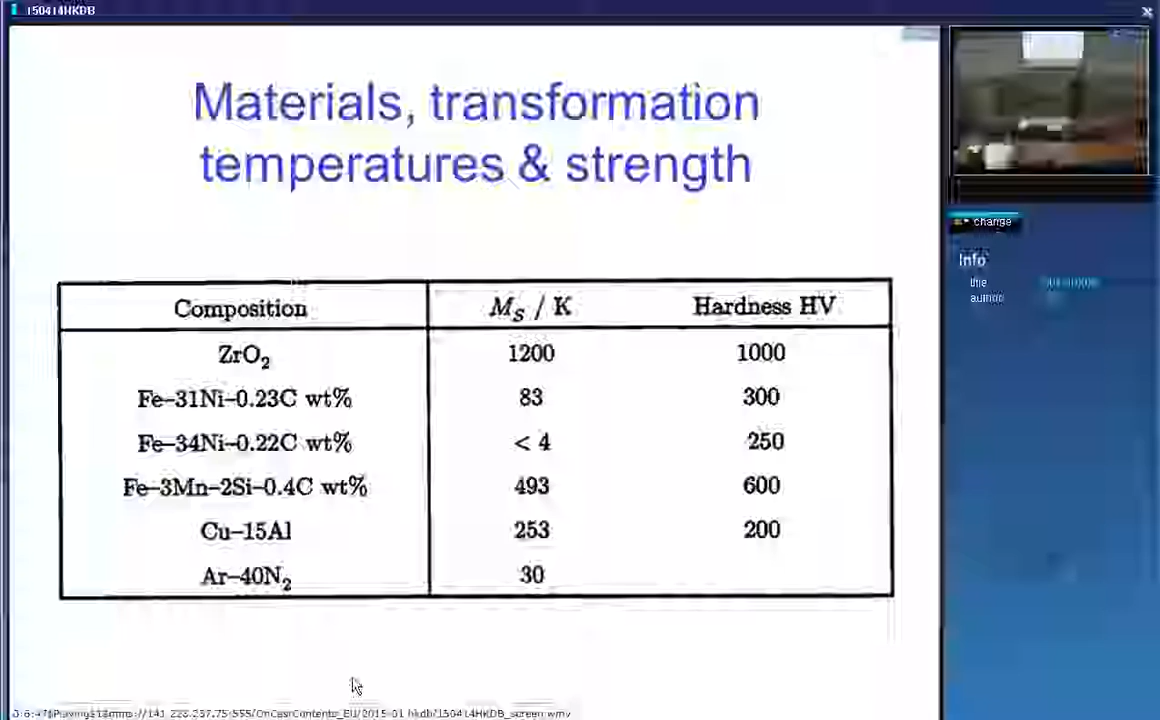 150414HKDB
Materials, transformation
temperatures & strength
Composition M_S / K Hardness HV
ZrO₂ 1200 1000
Fe–31Ni–0.23C wt% 83 300
Fe–34Ni–0.22C wt% < 4 250
Fe–3Mn–2Si–0.4C wt% 493 600
Cu–15Al 253 200
Ar–40N₂ 30
change
Info
the
author